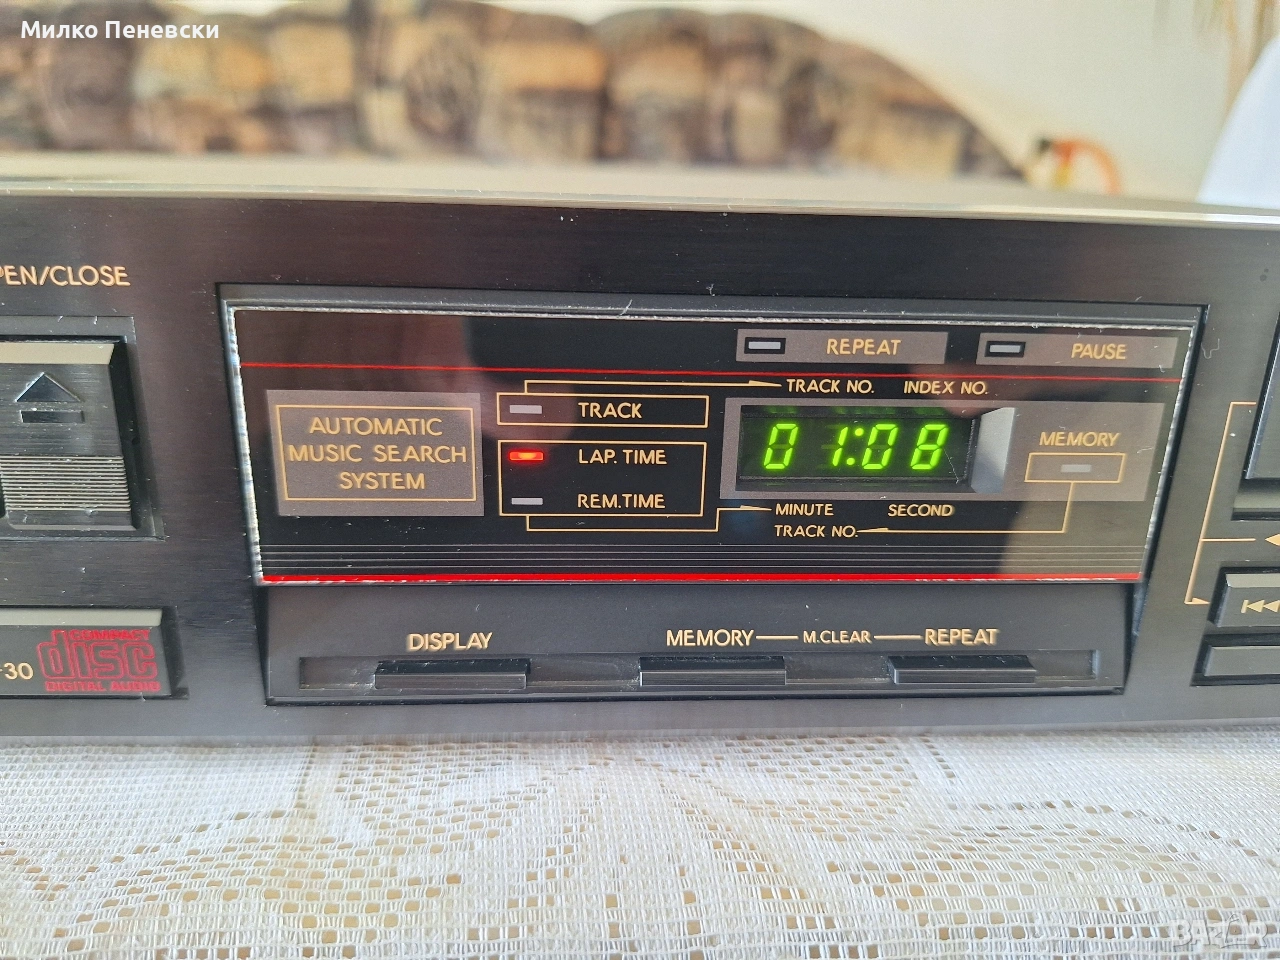 Милко Пеневски
PEN/CLOSE
REPEAT
PAUSE
TRACK NO. INDEX NO.
TRACK
AUTOMATIC
MUSIC SEARCH
SYSTEM
LAP. TIME
REM.TIME
01:08
MEMORY
MINUTE SECOND
TRACK NO.
DISPLAY
MEMORY M.CLEAR REPEAT
-30
COMPACT
disc
DIGITAL AUDIO
BAZAR